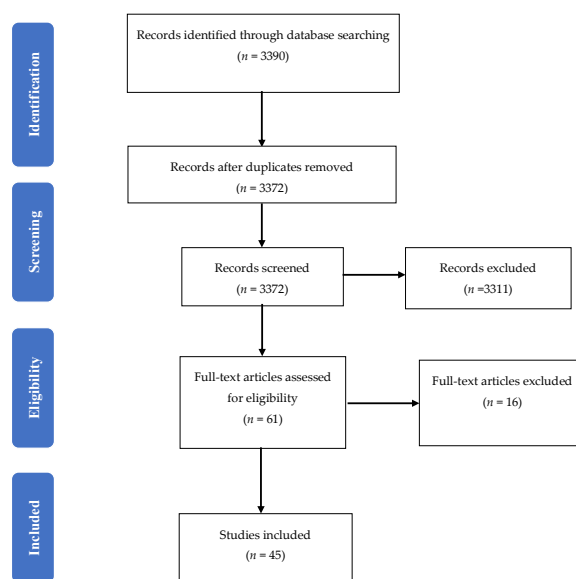 Identification
Records identified through database searching
(n = 3390)
Records after duplicates removed
(n = 3372)
Screening
Records screened
(n = 3372)
Records excluded
(n =3311)
Eligibility
Full-text articles assessed
for eligibility
(n = 61)
Full-text articles excluded
(n = 16)
Included
Studies included
(n = 45)